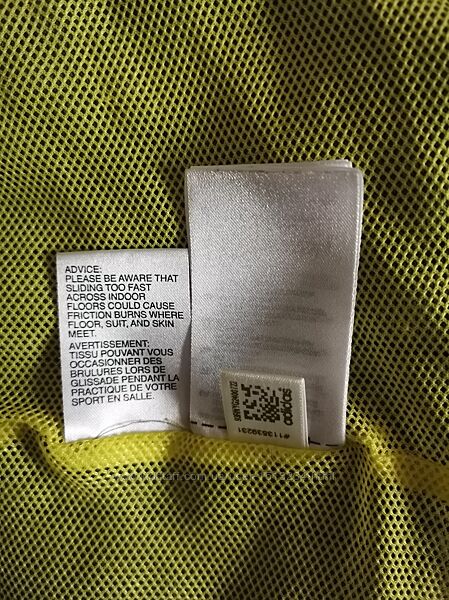 ADVICE:
PLEASE BE AWARE THAT
SLIDING TOO FAST
ACROSS INDOOR
FLOORS COULD CAUSE
FRICTION BURNS WHERE
FLOOR, SUIT, AND SKIN
MEET.
AVERTISSEMENT:
TISSU POUVANT VOUS
OCCASIONNER DES
BRULURES LORS DE
GLISSADE PENDANT LA
PRACTIQUE DE VOTRE
SPORT EN SALLE.
adidas
#113539231